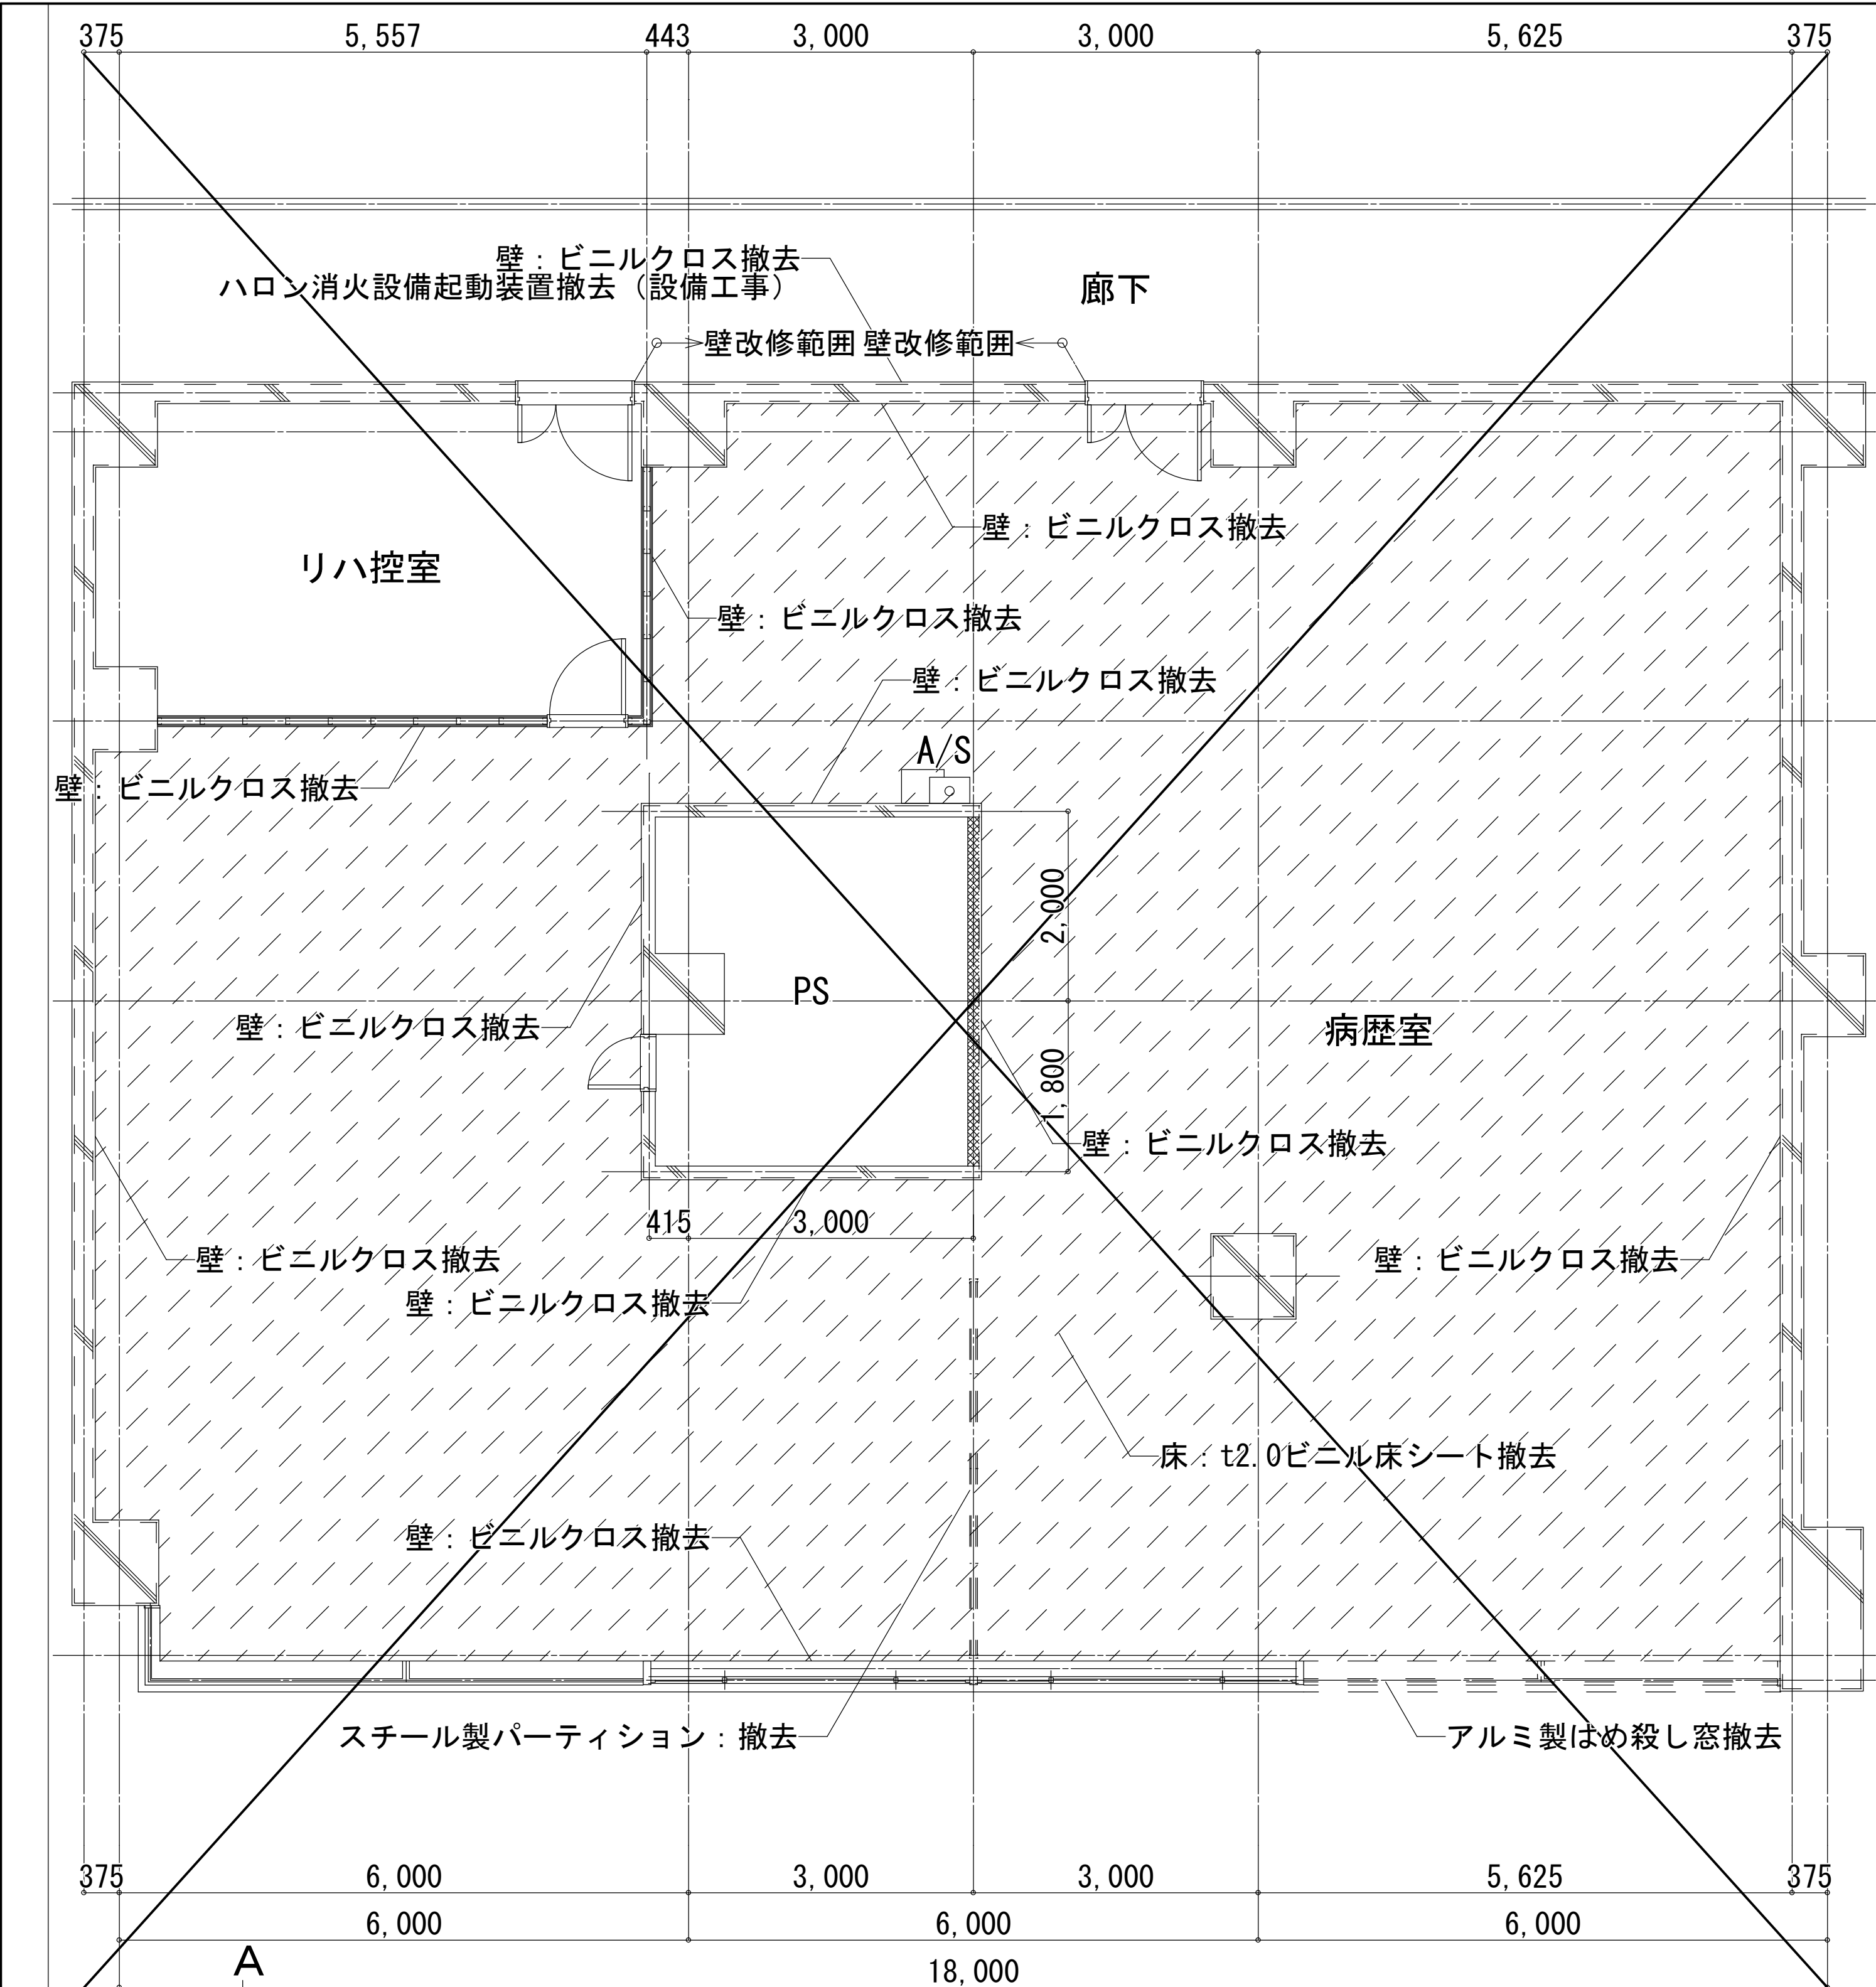 375 5,557 443 3,000 3,000 5,625 375
壁：ビニルクロス撤去
ハロン消火設備起動装置撤去（設備工事）
廊下
壁改修範囲 壁改修範囲
壁：ビニルクロス撤去
リハ控室
壁：ビニルクロス撤去
壁：ビニルクロス撤去
A/S
壁：ビニルクロス撤去
2,000
PS
壁：ビニルクロス撤去
病歴室
1,800
壁：ビニルクロス撤去
415 3,000
壁：ビニルクロス撤去
壁：ビニルクロス撤去
壁：ビニルクロス撤去
床：t2.0ビニル床シート撤去
壁：ビニルクロス撤去
スチール製パーティション：撤去
アルミ製はめ殺し窓撤去
375 6,000 3,000 3,000 5,625 375
6,000 6,000 6,000
A
18,000